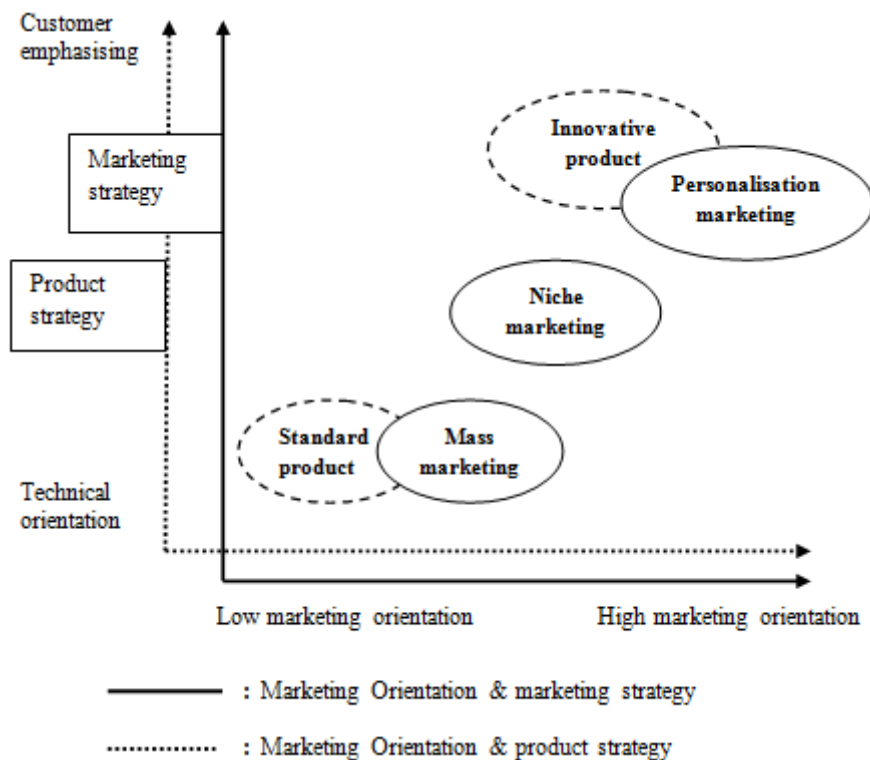 Customer
emphasising
Marketing
strategy
Product
strategy
Technical
orientation
Innovative
product
Personalisation
marketing
Niche
marketing
Standard
product
Mass
marketing
Low marketing orientation
High marketing orientation
: Marketing Orientation & marketing strategy
: Marketing Orientation & product strategy